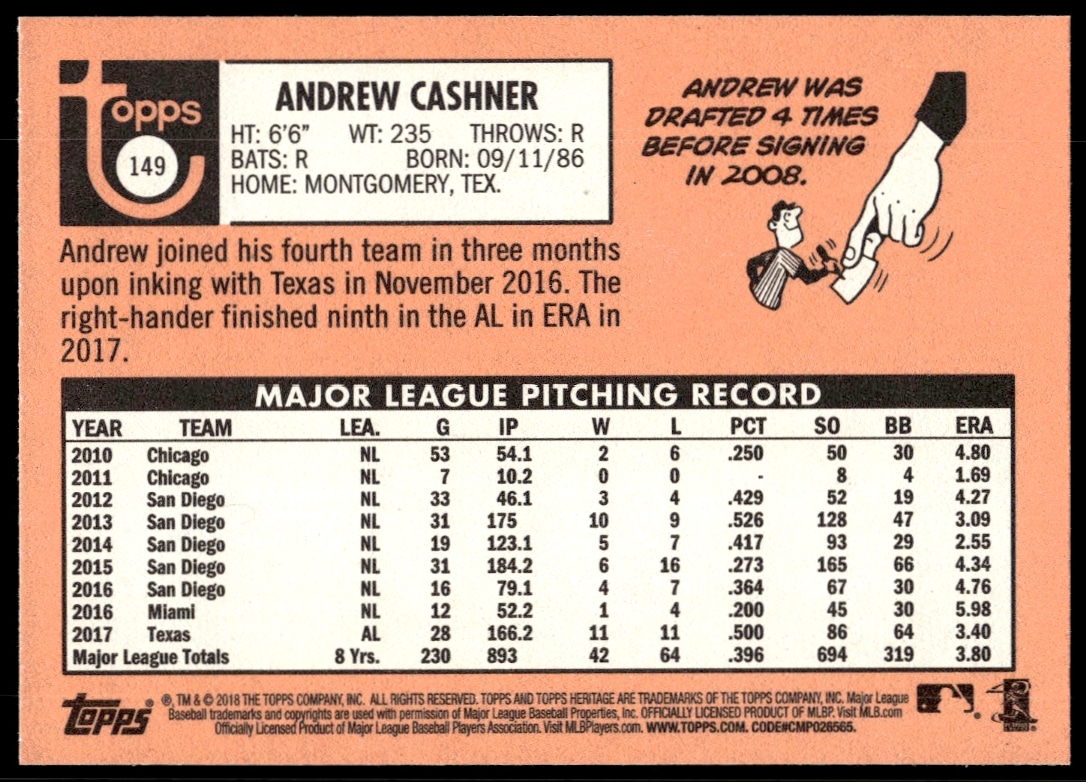 topps
149
ANDREW CASHNER
HT: 6'6" WT: 235 THROWS: R
BATS: R BORN: 09/11/86
HOME: MONTGOMERY, TEX.
ANDREW WAS
DRAFTED 4 TIMES
BEFORE SIGNING
IN 2008.
Andrew joined his fourth team in three months
upon inking with Texas in November 2016. The
right-hander finished ninth in the AL in ERA in
2017.
MAJOR LEAGUE PITCHING RECORD
YEAR TEAM LEA. G IP W L PCT SO BB ERA
2010 Chicago NL 53 54.1 2 6 .250 50 30 4.80
2011 Chicago NL 7 10.2 0 0 - 8 4 1.69
2012 San Diego NL 33 46.1 3 4 .429 52 19 4.27
2013 San Diego NL 31 175 10 9 .526 128 47 3.09
2014 San Diego NL 19 123.1 5 7 .417 93 29 2.55
2015 San Diego NL 31 184.2 6 16 .273 165 66 4.34
2016 San Diego NL 16 79.1 4 7 .364 67 30 4.76
2016 Miami NL 12 52.2 1 4 .200 45 30 5.98
2017 Texas AL 28 166.2 11 11 .500 86 64 3.40
Major League Totals 8 Yrs. 230 893 42 64 .396 694 319 3.80
topps
®, TM & © 2018 THE TOPPS COMPANY, INC. ALL RIGHTS RESERVED. TOPPS AND TOPPS HERITAGE ARE TRADEMARKS OF THE TOPPS COMPANY, INC. Major League
Baseball trademarks and copyrights are used with permission of Major League Baseball Properties, Inc. OFFICIALLY LICENSED PRODUCT OF MLBP. Visit MLB.com
Officially Licensed Product of Major League Baseball Players Association. Visit MLBPlayers.com. WWW.TOPPS.COM. CODE#CMP026565.